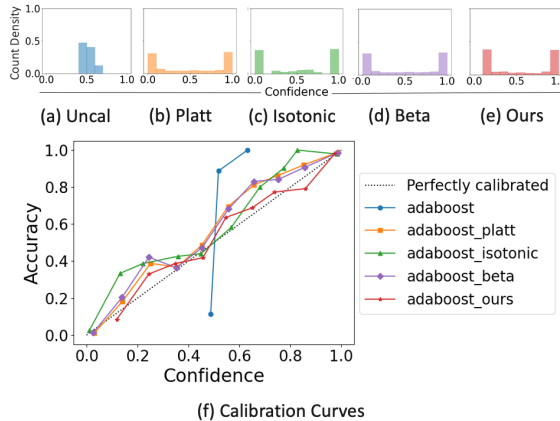 Count Density
1.0
0.5
0.0
0.0 0.5 1.0
0.0 0.5 1.0
0.0 0.5 1.0
0.0 0.5 1.0
0.0 0.5 1.0
Confidence
(a) Uncal
(b) Platt
(c) Isotonic
(d) Beta
(e) Ours
Accuracy
1.0
0.8
0.6
0.4
0.2
0.0
0.0 0.2 0.4 0.6 0.8 1.0
Confidence
Perfectly calibrated
adaboost
adaboost_platt
adaboost_isotonic
adaboost_beta
adaboost_ours
(f) Calibration Curves